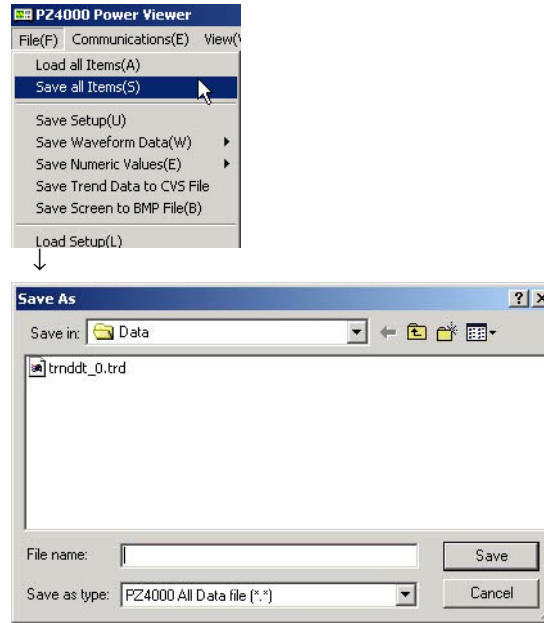 PZ4000 Power Viewer
File(F) Communications(E) View(
Load all Items(A)
Save all Items(S)
Save Setup(U)
Save Waveform Data(W)
Save Numeric Values(E)
Save Trend Data to CVS File
Save Screen to BMP File(B)
Load Setup(L)
Save As
Save in: Data
trnddt_0.trd
File name:
Save
Save as type: PZ4000 All Data file (*.*)
Cancel